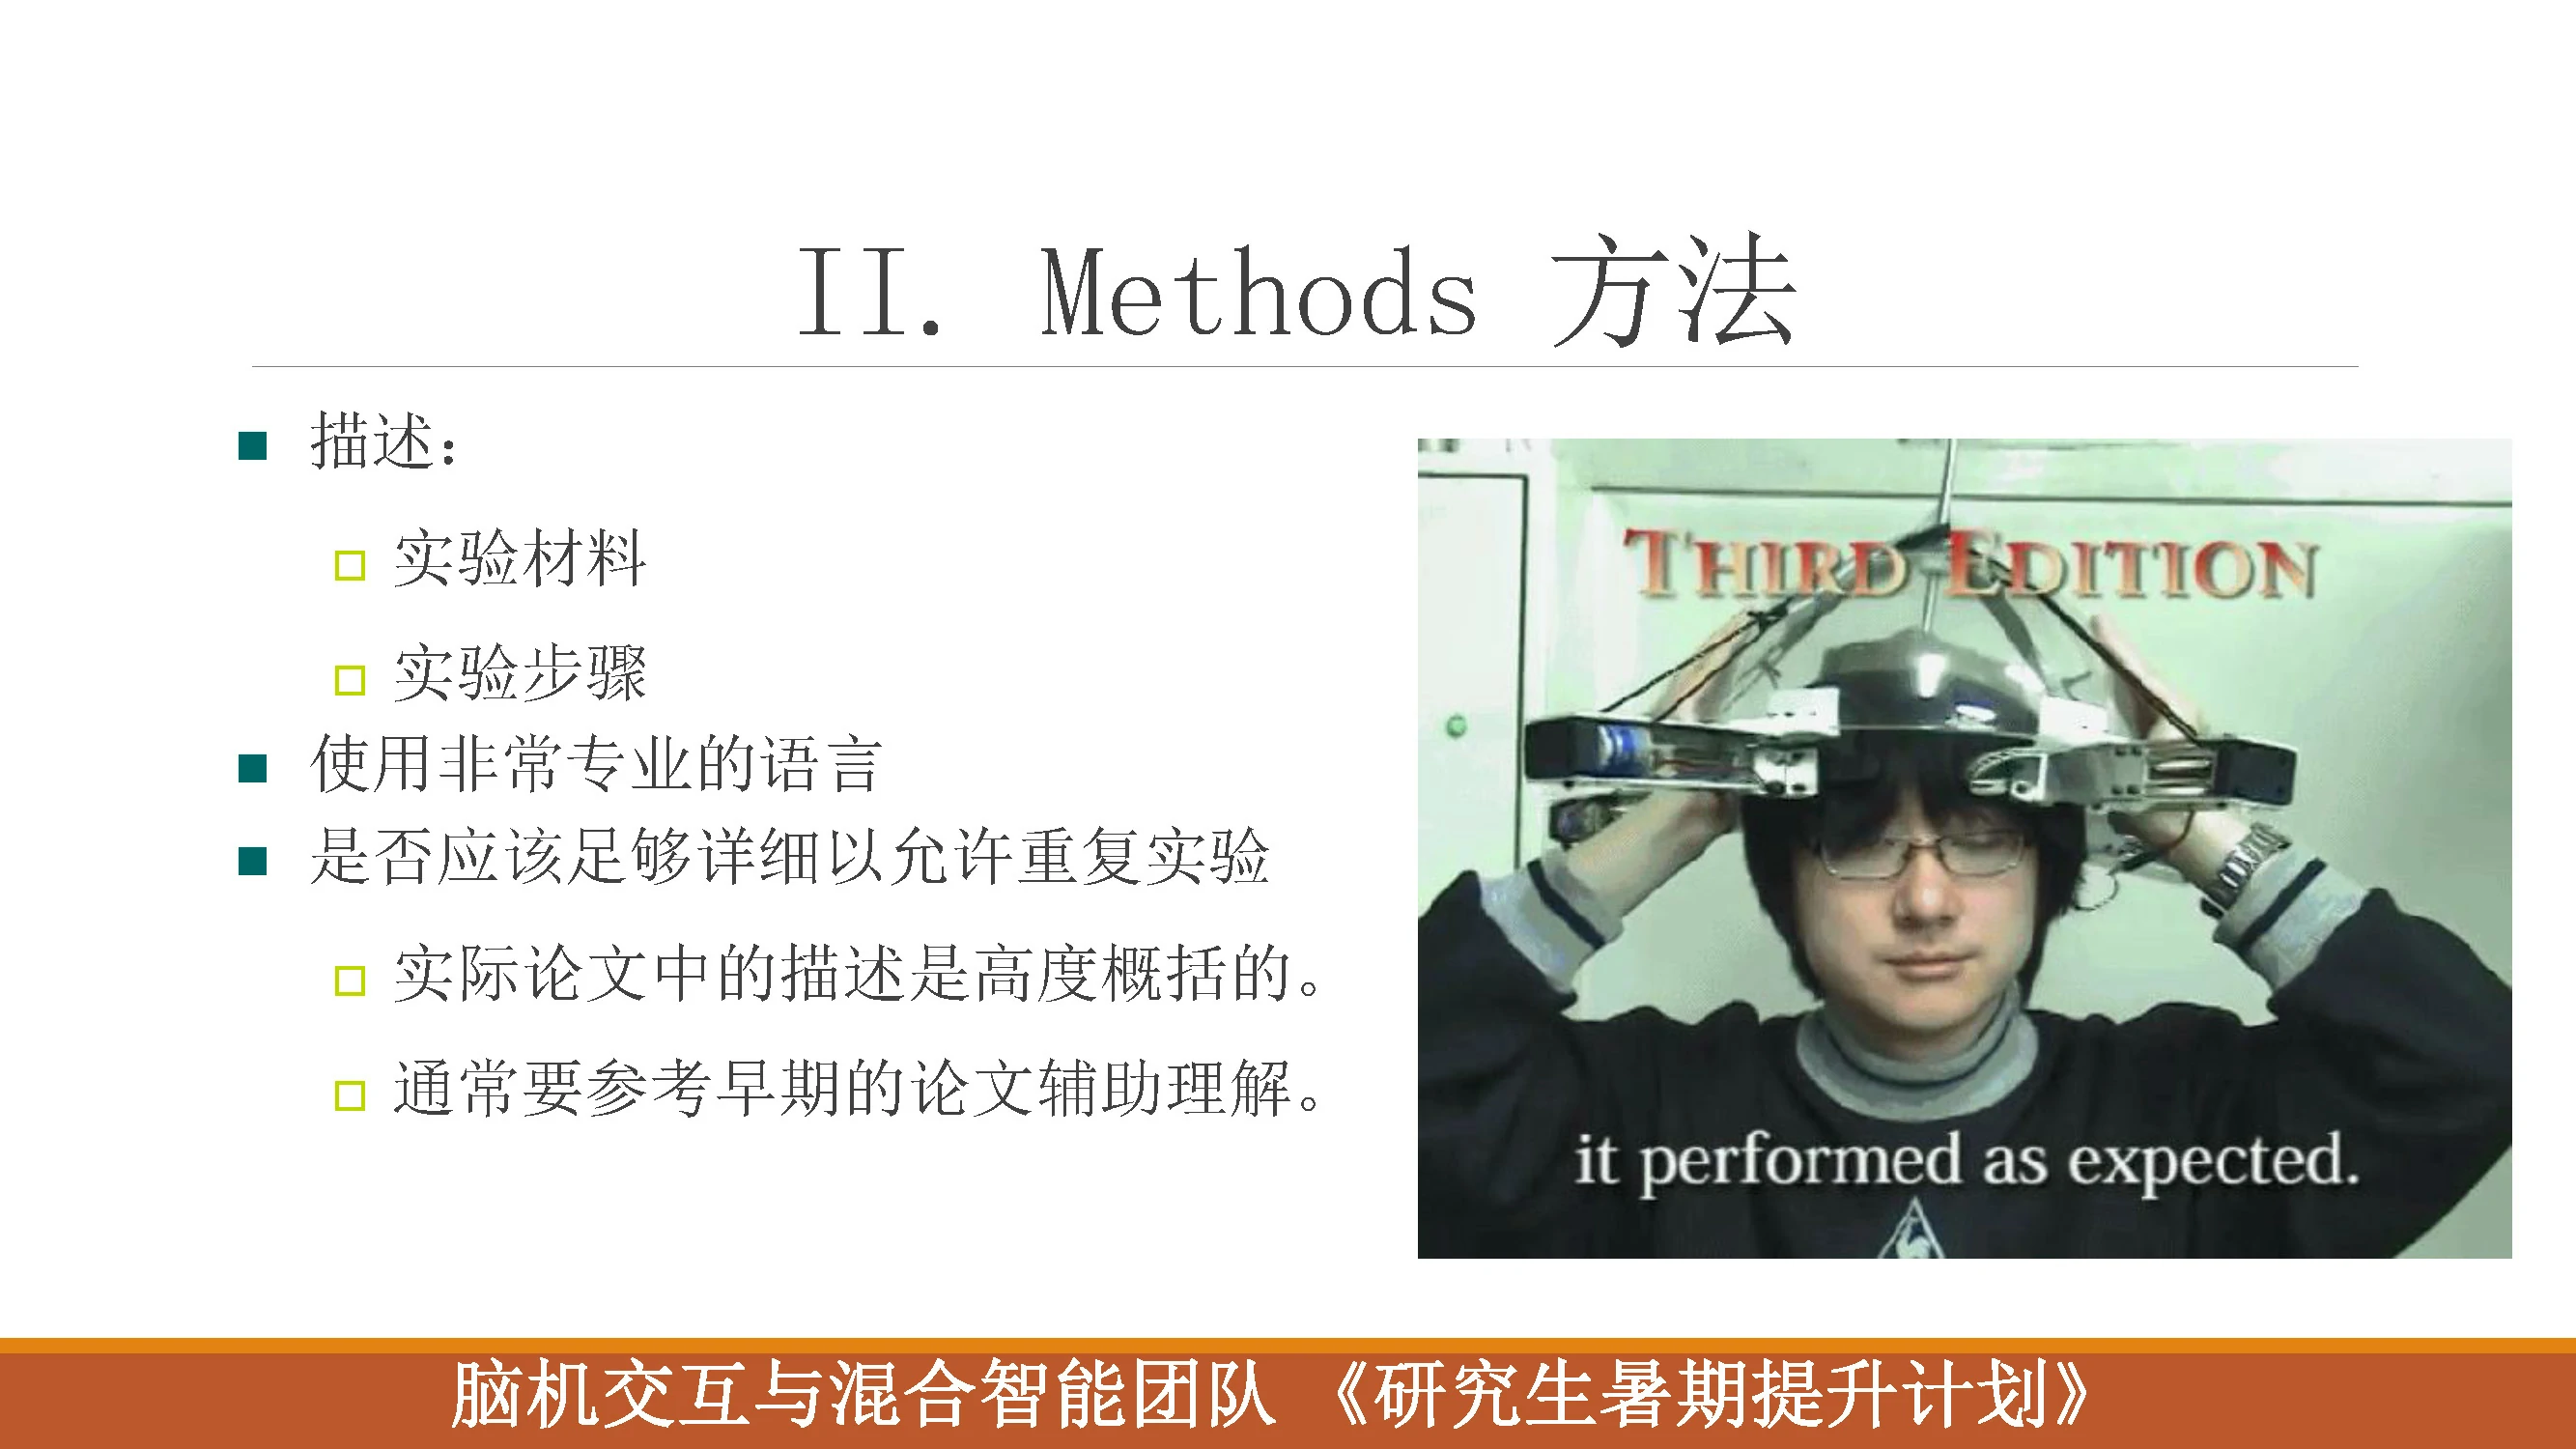 II. Methods 方法
描述：
实验材料
实验步骤
使用非常专业的语言
是否应该足够详细以允许重复实验
实际论文中的描述是高度概括的。
通常要参考早期的论文辅助理解。
THIRD EDITION
it performed as expected.
脑机交互与混合智能团队 《研究生暑期提升计划》